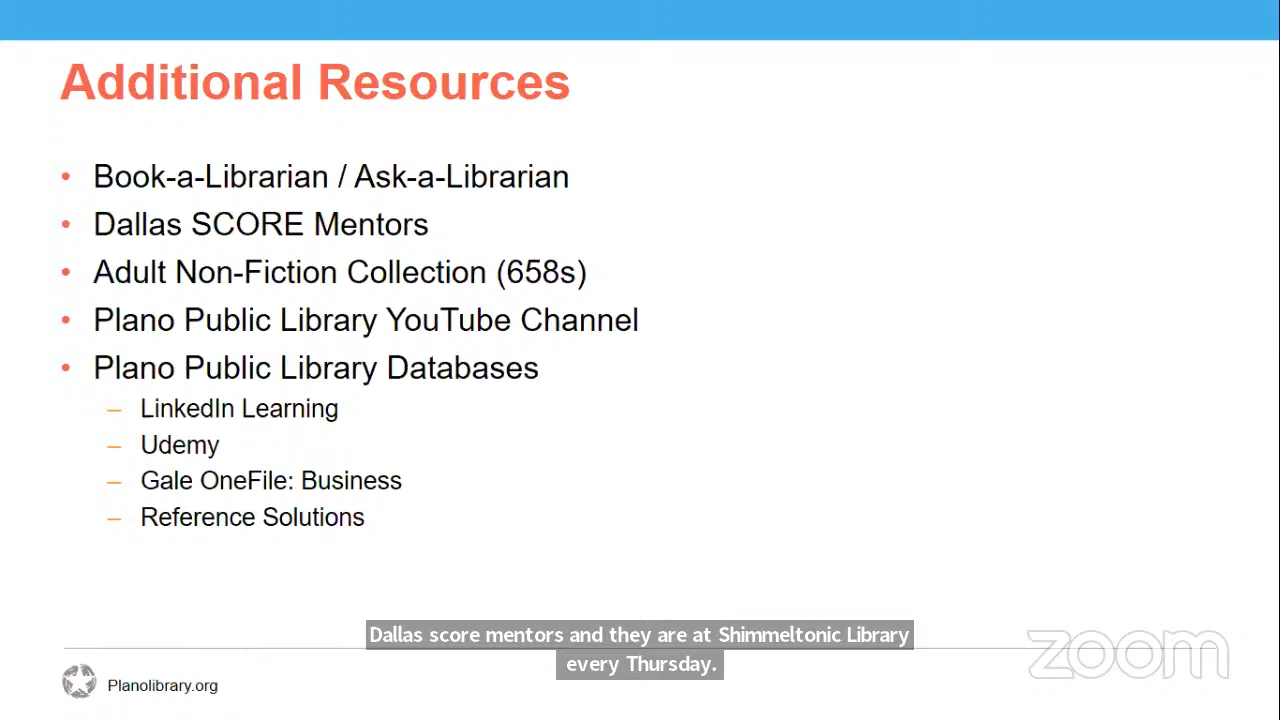 Additional Resources
• Book-a-Librarian / Ask-a-Librarian
• Dallas SCORE Mentors
• Adult Non-Fiction Collection (658s)
• Plano Public Library YouTube Channel
• Plano Public Library Databases
– LinkedIn Learning
– Udemy
– Gale OneFile: Business
– Reference Solutions
Dallas score mentors and they are at Shimmeltonic Library
every Thursday.
zoom
Planolibrary.org